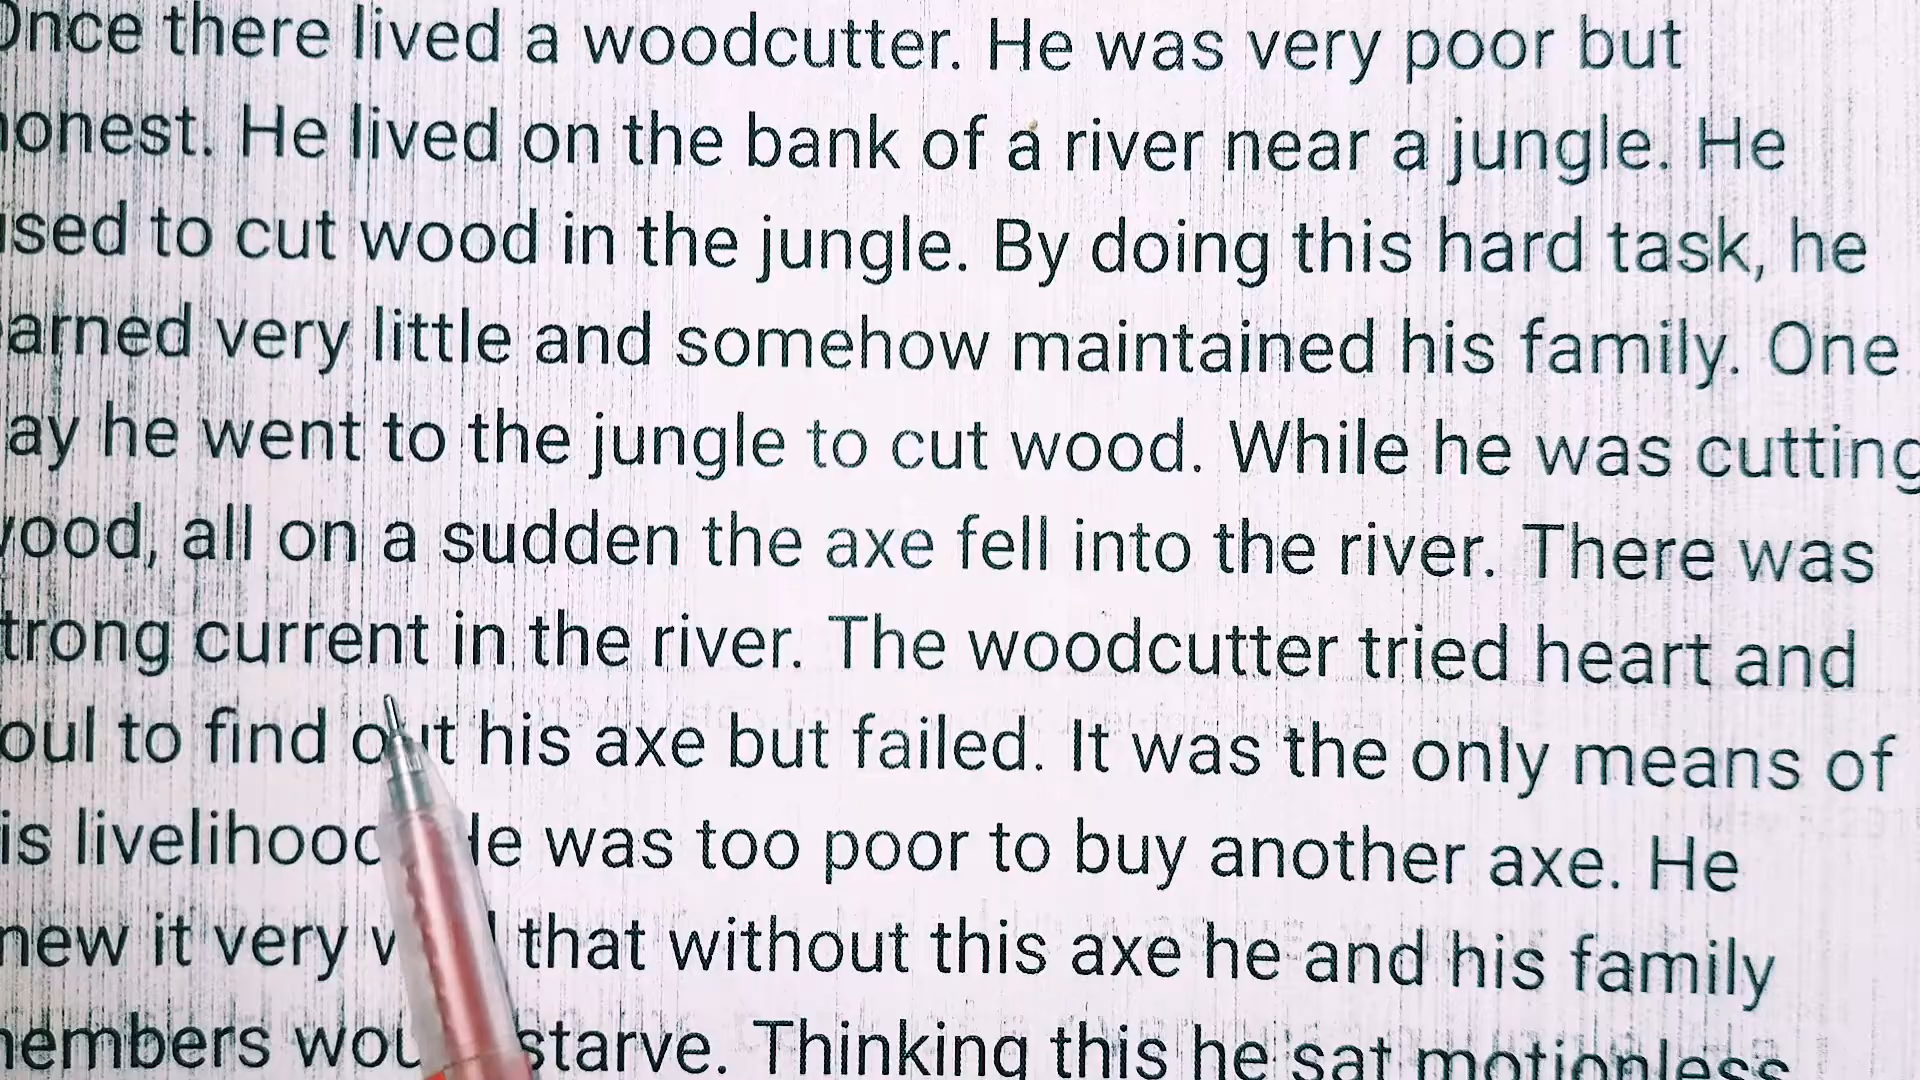 Once there lived a woodcutter. He was very poor but
honest. He lived on the bank of a river near a jungle. He
used to cut wood in the jungle. By doing this hard task, he
earned very little and somehow maintained his family. One
day he went to the jungle to cut wood. While he was cutting
wood, all on a sudden the axe fell into the river. There was
strong current in the river. The woodcutter tried heart and
soul to find out his axe but failed. It was the only means of
his livelihood. He was too poor to buy another axe. He
knew it very well that without this axe he and his family
members would starve. Thinking this he sat motionless